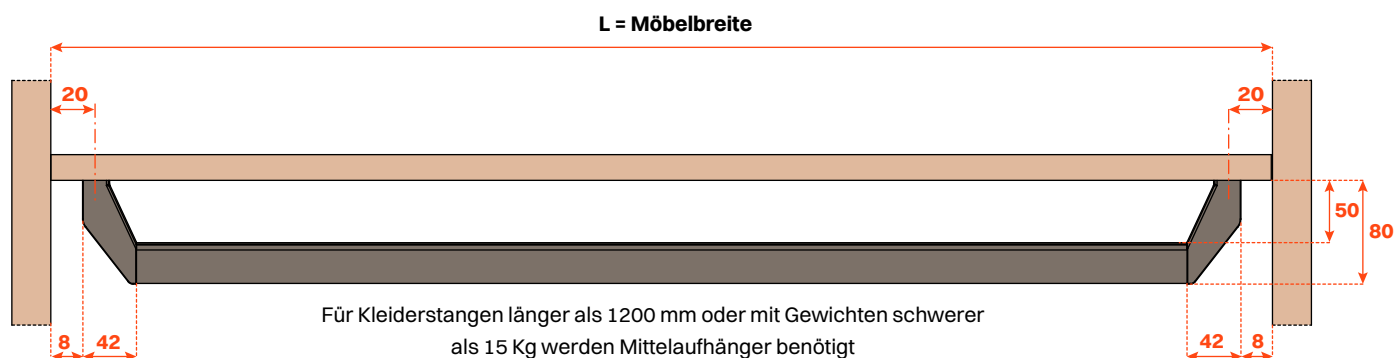 L = Möbelbreite
20
20
50
80
Für Kleiderstangen länger als 1200 mm oder mit Gewichten schwerer
als 15 Kg werden Mittelaufhänger benötigt
8 42
42 8